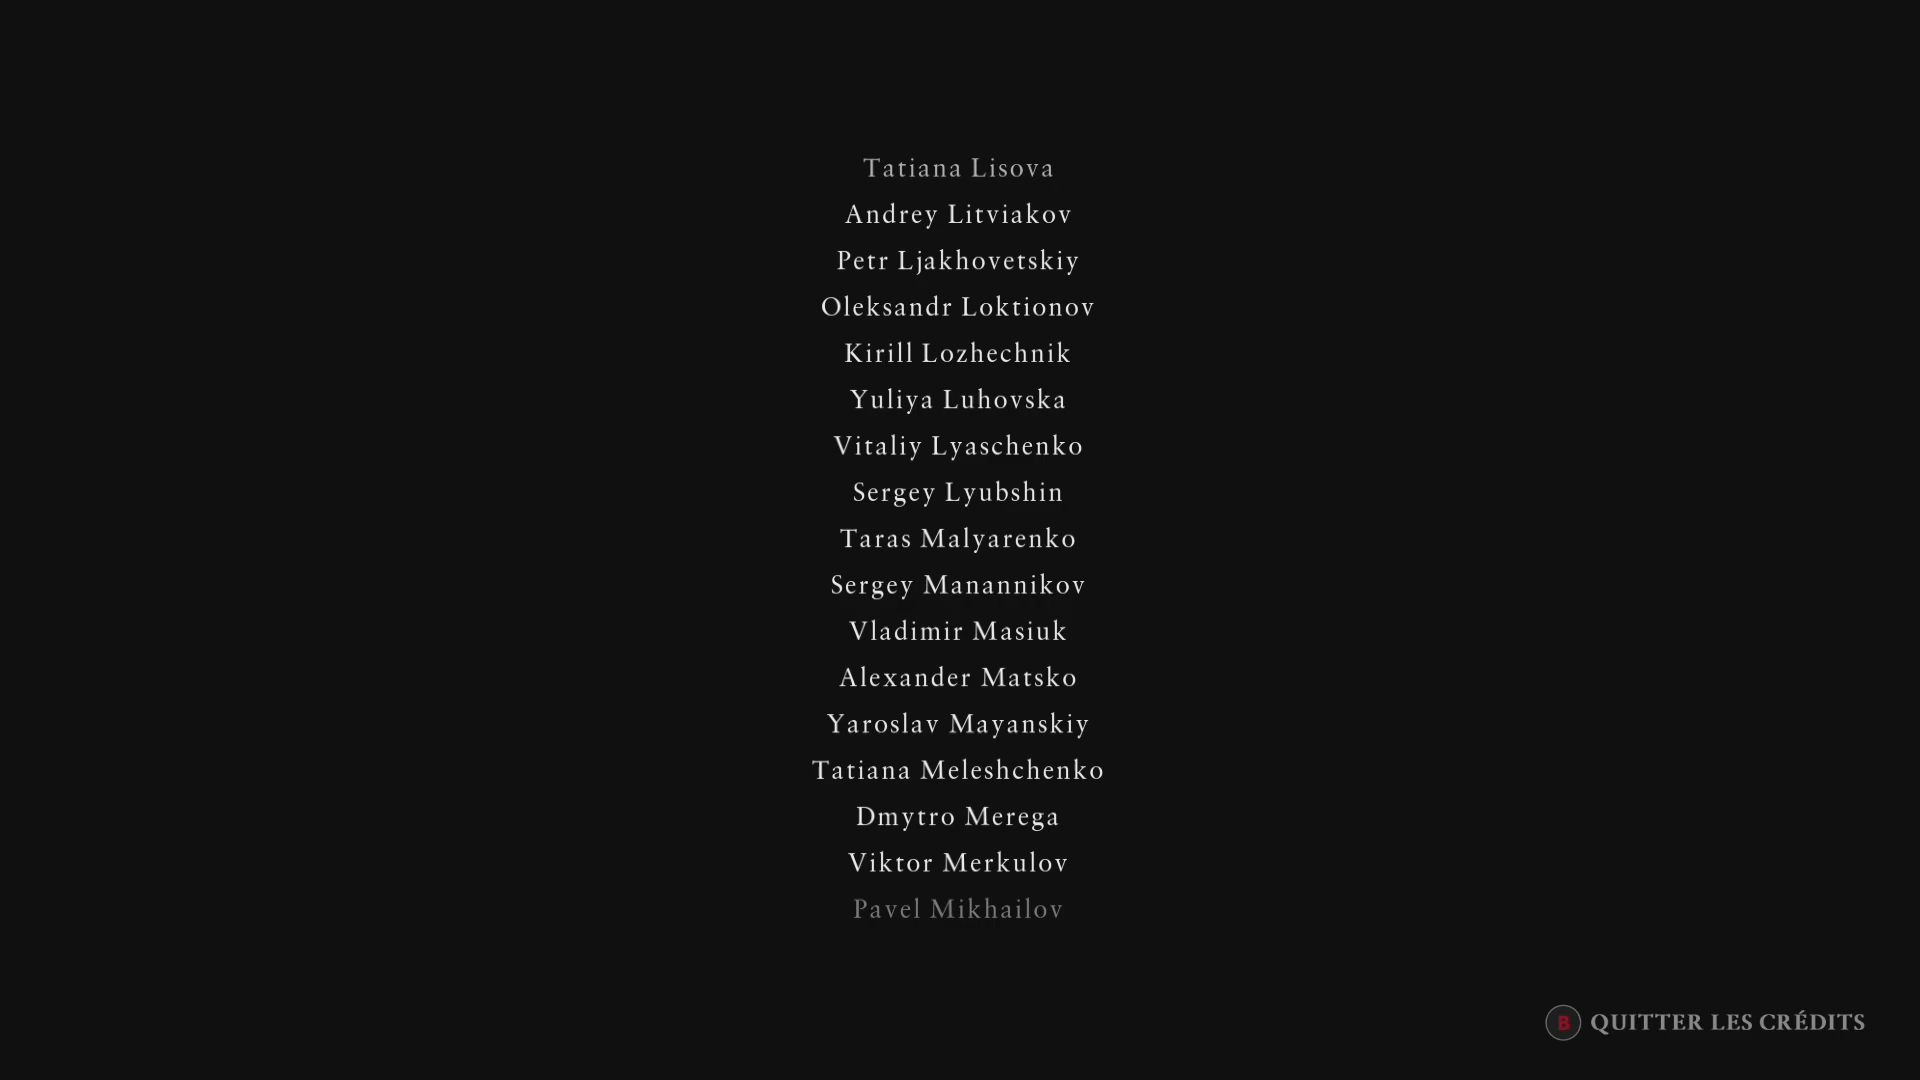 Tatiana Lisova
Andrey Litviakov
Petr Ljakhovetskiy
Oleksandr Loktionov
Kirill Lozhechnik
Yuliya Luhovska
Vitaliy Lyaschenko
Sergey Lyubshin
Taras Malyarenko
Sergey Manannikov
Vladimir Masiuk
Alexander Matsko
Yaroslav Mayanskiy
Tatiana Meleshchenko
Dmytro Merega
Viktor Merkulov
Pavel Mikhailov
B QUITTER LES CRÉDITS